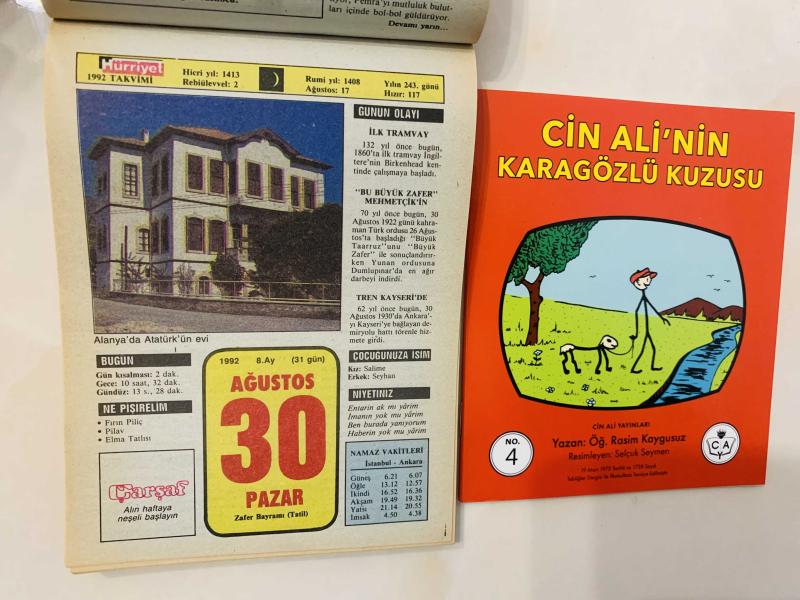 ıyor, Pemra'yı mutluluk bulut-
ları içinde bol-bol güldürüyor.
Devamı yarın...
Hürriyet
1992 TAKVİMİ
Hicri yıl: 1413
Rebiülevvel: 2
Rumi yıl: 1408
Ağustos: 17
Yılın 243. günü
Hızır: 117
Alanya'da Atatürk'ün evi
GÜNÜN OLAYI
İLK TRAMVAY
132 yıl önce bugün,
1860'ta ilk tramvay İngil-
tere'nin Birkenhead ken-
tinde çalışmaya başladı.
"BU BÜYÜK ZAFER"
MEHMETÇİK'İN
70 yıl önce bugün, 30
Ağustos 1922 günü kahra-
man Türk ordusu 26 Ağus-
tos'ta başladığı "Büyük
Taarruz"unu "Büyük
Zafer" ile sonuçlandırır-
ken Yunan ordusuna
Dumlupınar'da en ağır
darbeyi indirdi.
TREN KAYSERİ'DE
62 yıl önce bugün, 30
Ağustos 1930'da Ankara'-
yı Kayseri'ye bağlayan de-
miryolu hattı törenle hiz-
mete girdi.
BUGÜN
Gün kısalması: 2 dak.
Gece: 10 saat, 32 dak.
Gündüz: 13 s., 28 dak.
NE PİŞİRELİM
• Fırın Piliç
• Pilav
• Elma Tatlısı
Çarşaf
Alın haftaya
neşeli başlayın
1992 8.Ay (31 gün)
AĞUSTOS
30
PAZAR
Zafer Bayramı (Tatil)
ÇOCUĞUNUZA İSİM
Kız: Salime
Erkek: Seyhan
NİYETİNİZ
Entarin ak mı yârim
İmanın yok mu yârim
Ben burada yanıyorum
Haberin yok mu yârim
NAMAZ VAKİTLERİ
İstanbul - Ankara
Güneş 6.21 6.07
Öğle 13.12 12.57
İkindi 16.52 16.36
Akşam 19.49 19.32
Yatsı 21.14 20.55
İmsak 4.50 4.38
CİN ALİ'NİN
KARAGÖZLÜ KUZUSU
CİN ALİ YAYINLARI
NO.
4
Yazan: Öğ. Rasim Kaygusuz
Resimleyen: Selçuk Seymen
C A
Y